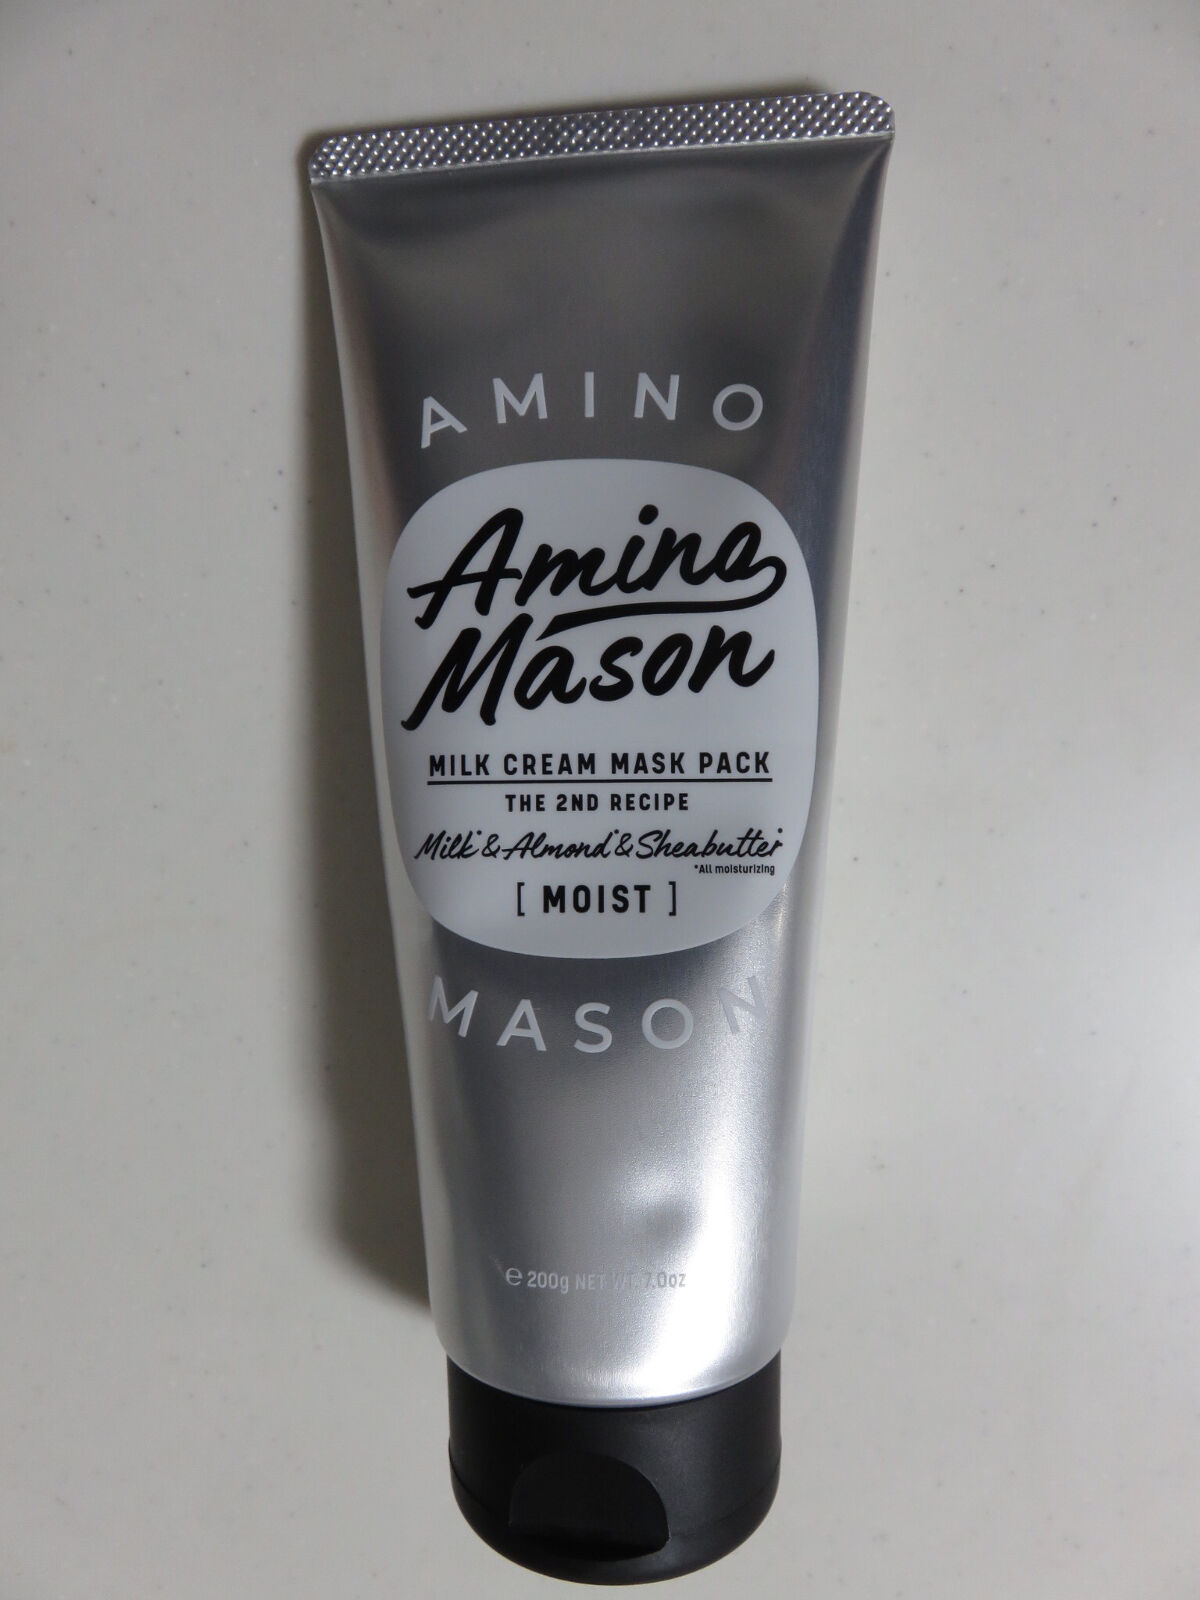 AMINO
Amino
Mason
MILK CREAM MASK PACK
THE 2ND RECIPE
Milk*&Almond*&Sheabutter*
*All moisturizing
[ MOIST ]
MASON
℮ 200g NET WT. 7.0oz